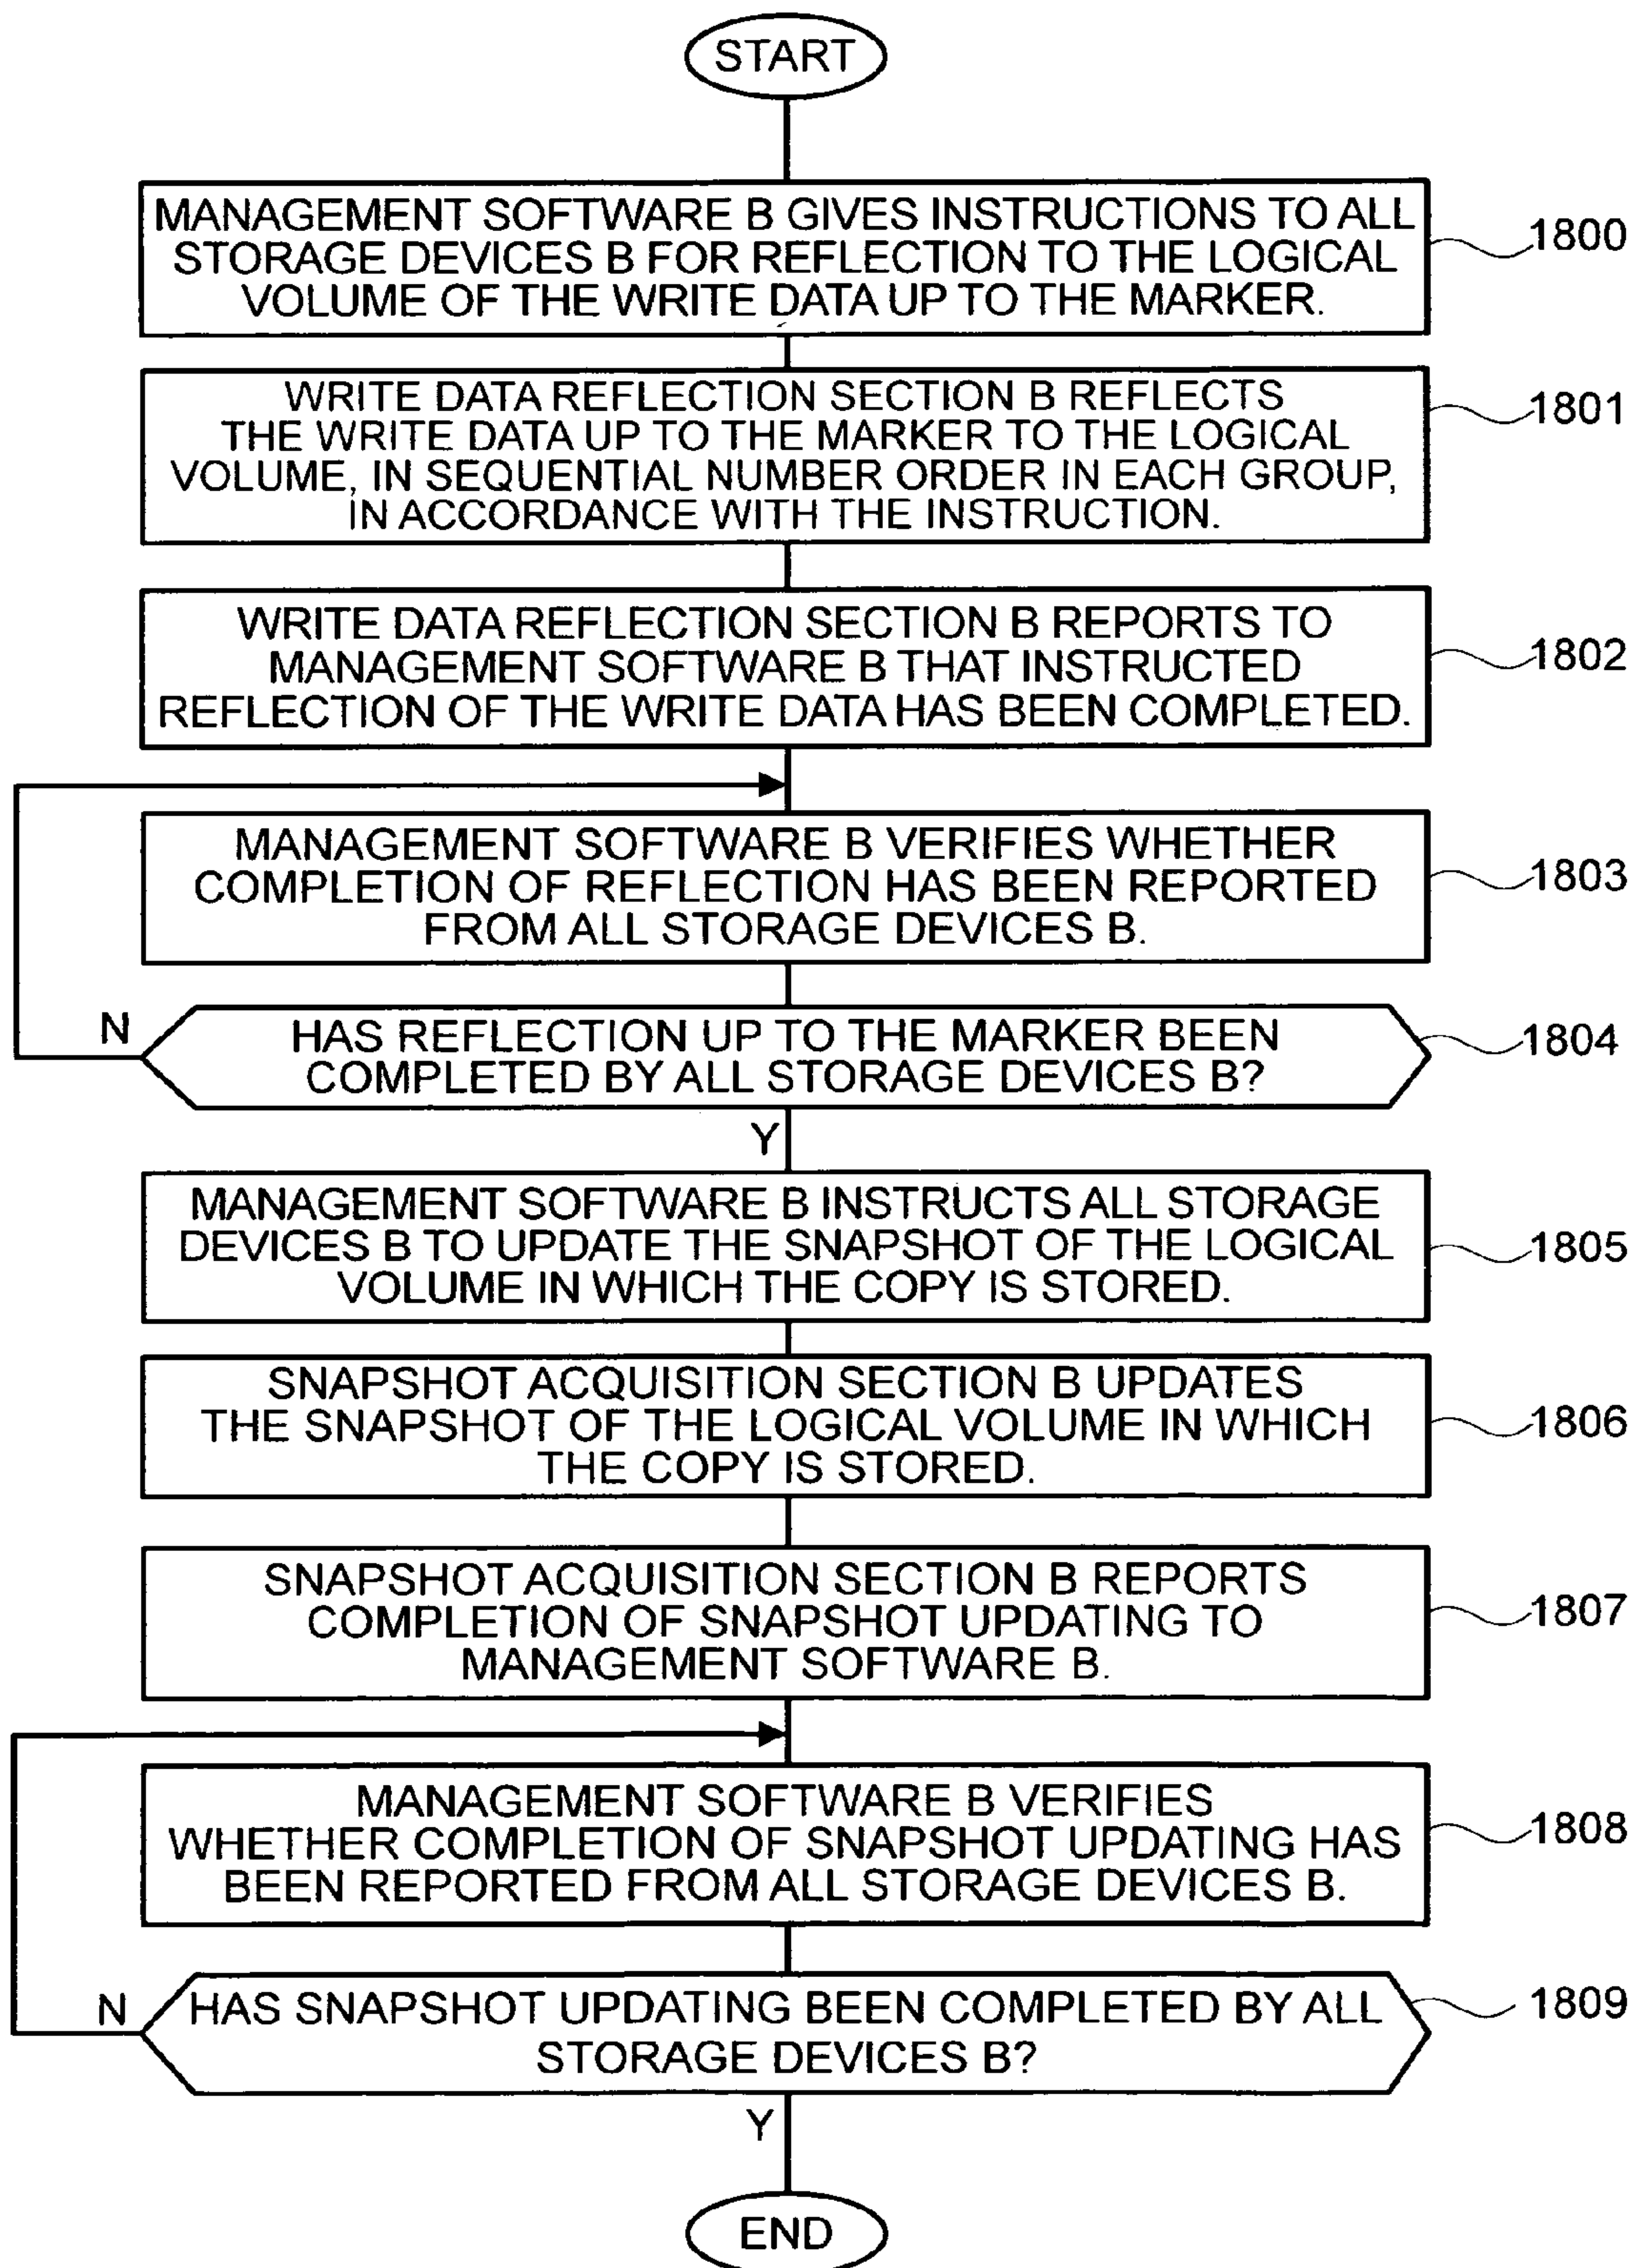 START
MANAGEMENT SOFTWARE B GIVES INSTRUCTIONS TO ALL
STORAGE DEVICES B FOR REFLECTION TO THE LOGICAL
VOLUME OF THE WRITE DATA UP TO THE MARKER.
1800
WRITE DATA REFLECTION SECTION B REFLECTS
THE WRITE DATA UP TO THE MARKER TO THE LOGICAL
VOLUME, IN SEQUENTIAL NUMBER ORDER IN EACH GROUP,
IN ACCORDANCE WITH THE INSTRUCTION.
1801
WRITE DATA REFLECTION SECTION B REPORTS TO
MANAGEMENT SOFTWARE B THAT INSTRUCTED
REFLECTION OF THE WRITE DATA HAS BEEN COMPLETED.
1802
MANAGEMENT SOFTWARE B VERIFIES WHETHER
COMPLETION OF REFLECTION HAS BEEN REPORTED
FROM ALL STORAGE DEVICES B.
1803
N
HAS REFLECTION UP TO THE MARKER BEEN
COMPLETED BY ALL STORAGE DEVICES B?
1804
Y
MANAGEMENT SOFTWARE B INSTRUCTS ALL STORAGE
DEVICES B TO UPDATE THE SNAPSHOT OF THE LOGICAL
VOLUME IN WHICH THE COPY IS STORED.
1805
SNAPSHOT ACQUISITION SECTION B UPDATES
THE SNAPSHOT OF THE LOGICAL VOLUME IN WHICH
THE COPY IS STORED.
1806
SNAPSHOT ACQUISITION SECTION B REPORTS
COMPLETION OF SNAPSHOT UPDATING TO
MANAGEMENT SOFTWARE B.
1807
MANAGEMENT SOFTWARE B VERIFIES
WHETHER COMPLETION OF SNAPSHOT UPDATING HAS
BEEN REPORTED FROM ALL STORAGE DEVICES B.
1808
N
HAS SNAPSHOT UPDATING BEEN COMPLETED BY ALL
STORAGE DEVICES B?
1809
Y
END